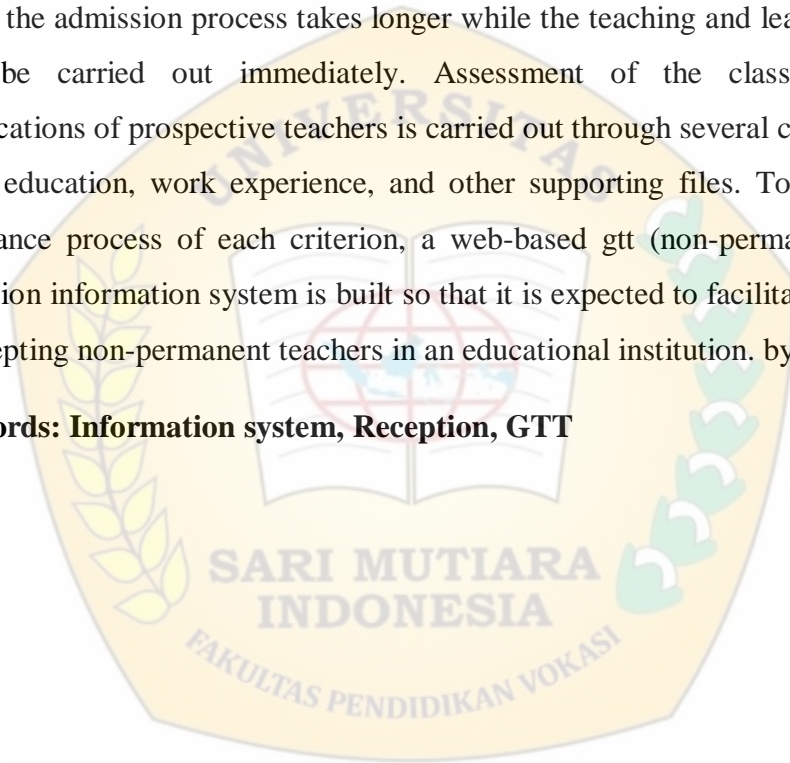 the admission process takes longer while the teaching and lea
be carried out immediately. Assessment of the class
cations of prospective teachers is carried out through several c
education, work experience, and other supporting files. To
ance process of each criterion, a web-based gtt (non-perma
ion information system is built so that it is expected to facilita
epting non-permanent teachers in an educational institution. by
ords: Information system, Reception, GTT
UNIVERSITAS
SARI MUTIARA
INDONESIA
FAKULTAS PENDIDIKAN VOKASI